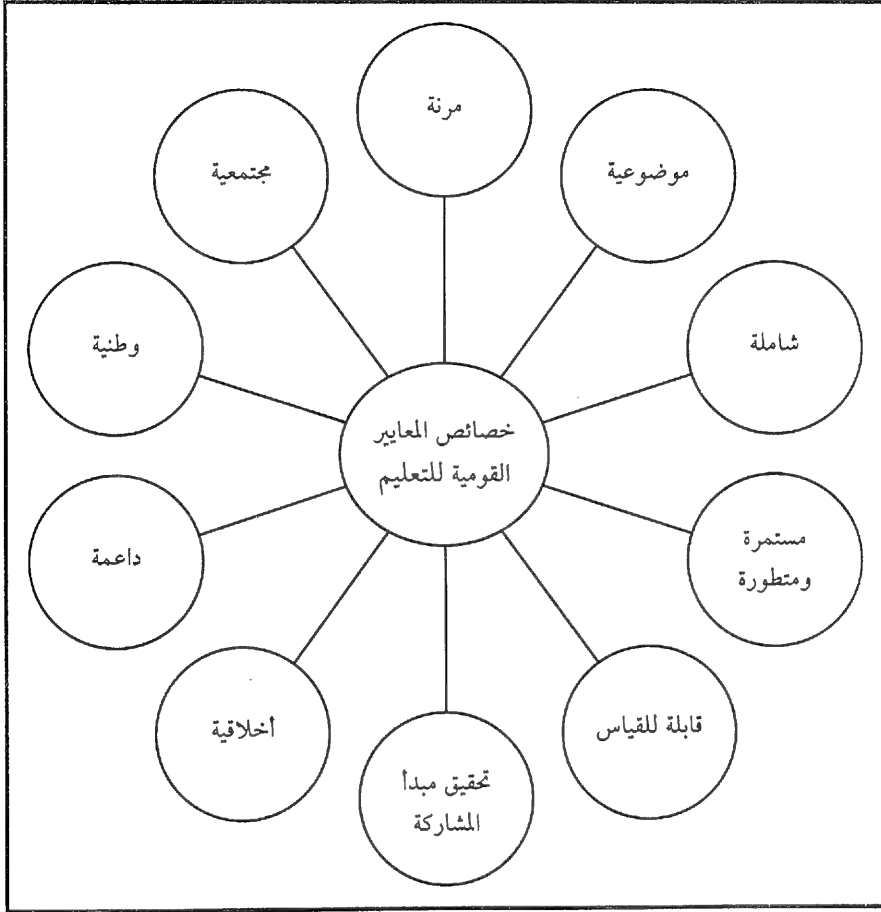 مرنة
موضوعية
مجتمعية
شاملة
وطنية
خصائص المعايير
القومية للتعليم
مستمرة
ومتطورة
داعمة
قابلة للقياس
أخلاقية
تحقيق مبدأ
المشاركة